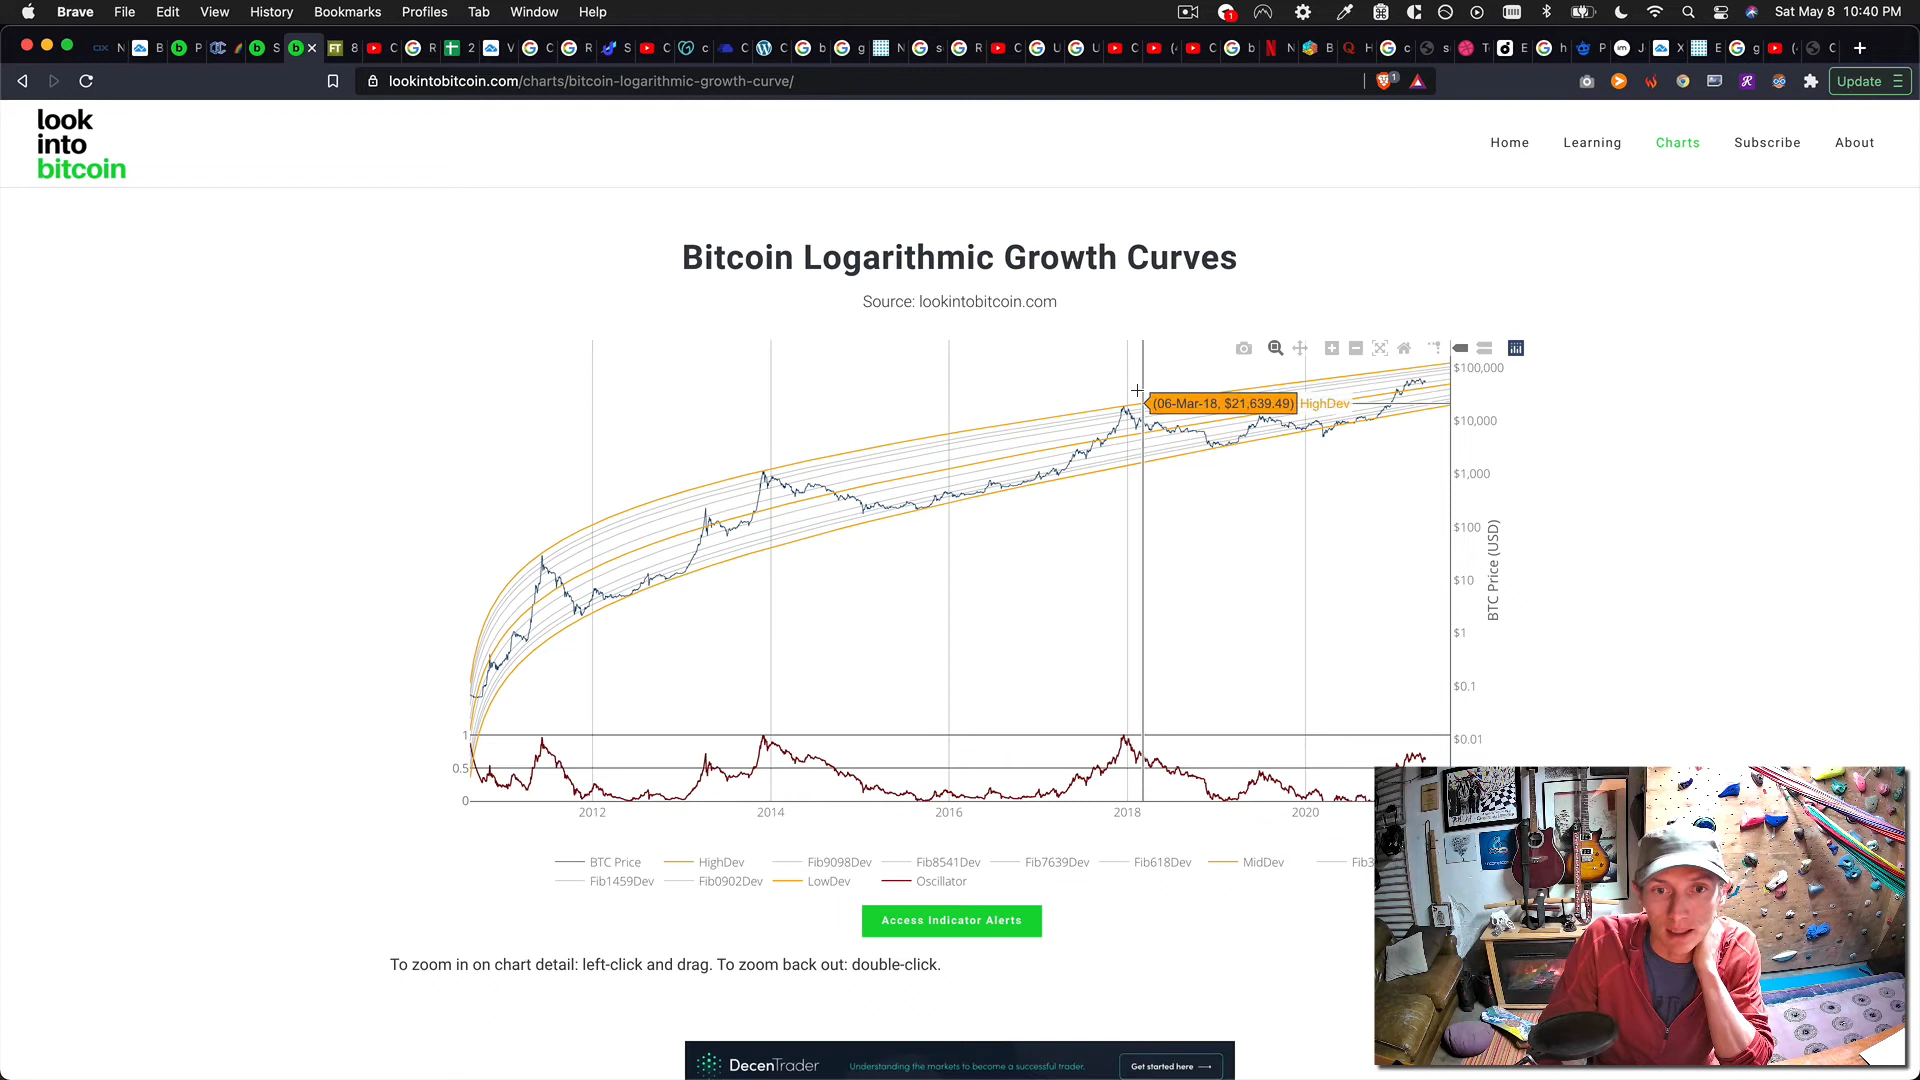 Brave File Edit View History Bookmarks Profiles Tab Window Help Sat May 8 10:40 PM
lookintobitcoin.com/charts/bitcoin-logarithmic-growth-curve/ Update
look
into
bitcoin
Home Learning Charts Subscribe About
Bitcoin Logarithmic Growth Curves
Source: lookintobitcoin.com
(06-Mar-18, $21,639.49) HighDev
$100,000
$10,000
$1,000
$100
$10
$1
$0.1
$0.01
BTC Price (USD)
1
0.5
0
2012 2014 2016 2018 2020
BTC Price HighDev Fib9098Dev Fib8541Dev Fib7639Dev Fib618Dev MidDev Fib3
Fib1459Dev Fib0902Dev LowDev Oscillator
Access Indicator Alerts
To zoom in on chart detail: left-click and drag. To zoom back out: double-click.
DecenTrader Understanding the markets to become a successful trader. Get started here